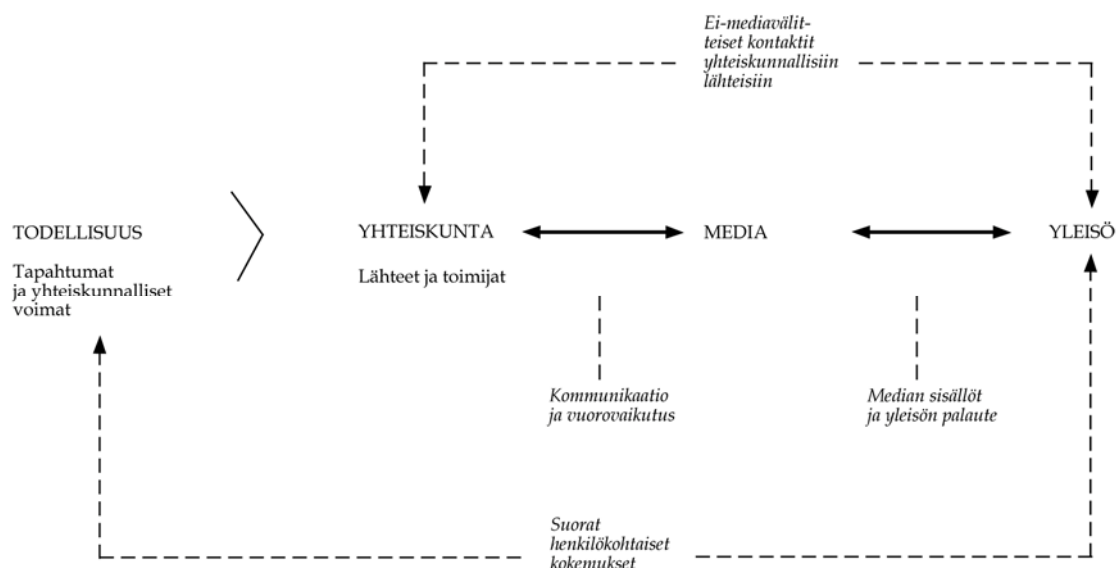 Ei-mediavälit-
teiset kontaktit
yhteiskunnallisiin
lähteisiin
TODELLISUUS
YHTEISKUNTA
MEDIA
YLEISÖ
Tapahtumat
ja yhteiskunnalliset
voimat
Lähteet ja toimijat
Kommunikaatio
ja vuorovaikutus
Median sisällöt
ja yleisön palaute
Suorat
henkilökohtaiset
kokemukset